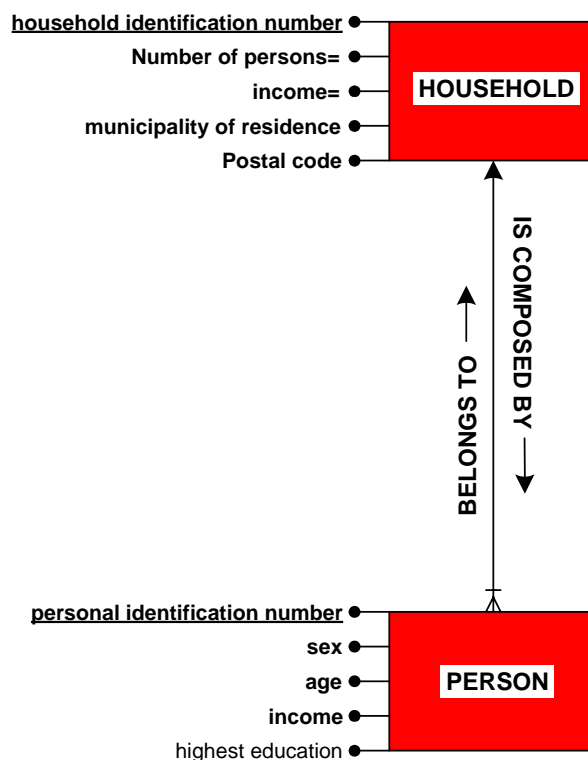 household identification number
Number of persons=
income=
municipality of residence
Postal code
HOUSEHOLD
IS COMPOSED BY
BELONGS TO
personal identification number
sex
age
income
highest education
PERSON